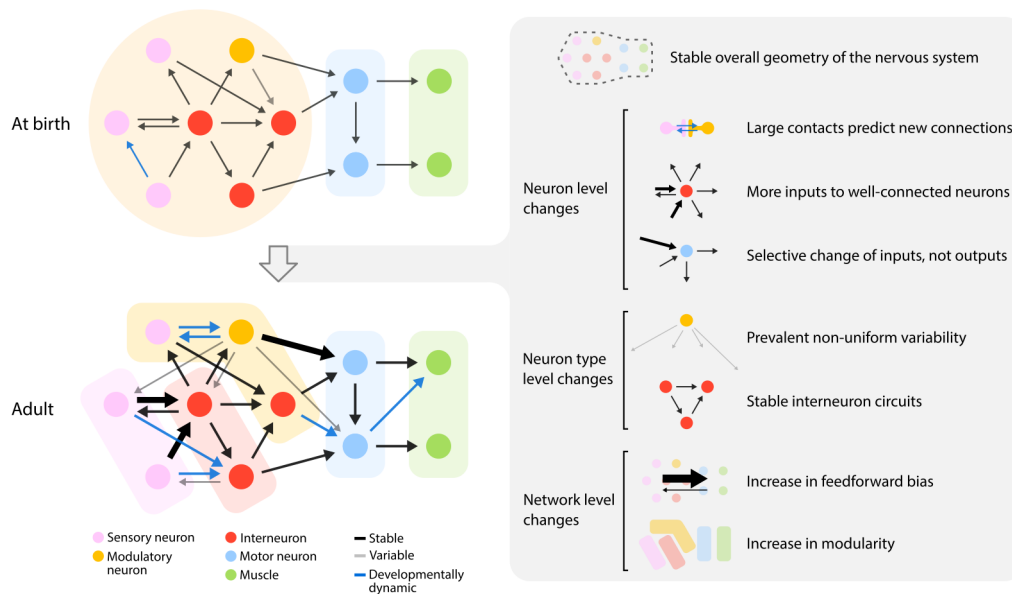 At birth
Adult
Sensory neuron
Modulatory
neuron
Interneuron
Motor neuron
Muscle
Stable
Variable
Developmentally
dynamic
Stable overall geometry of the nervous system
Neuron level
changes
Large contacts predict new connections
More inputs to well-connected neurons
Selective change of inputs, not outputs
Neuron type
level changes
Prevalent non-uniform variability
Stable interneuron circuits
Network level
changes
Increase in feedforward bias
Increase in modularity